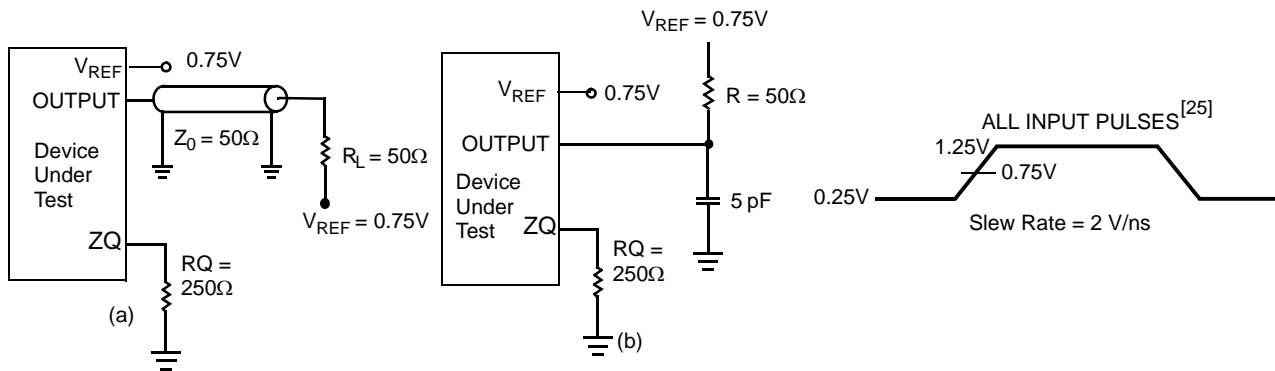 V_REF 0.75V
OUTPUT
Z_0 = 50Ω
Device
Under
Test
R_L = 50Ω
V_REF = 0.75V
ZQ
RQ =
250Ω
(a)
V_REF = 0.75V
R = 50Ω
V_REF 0.75V
OUTPUT
Device
Under
Test
5 pF
ZQ
RQ =
250Ω
(b)
ALL INPUT PULSES[25]
1.25V
0.75V
0.25V
Slew Rate = 2 V/ns